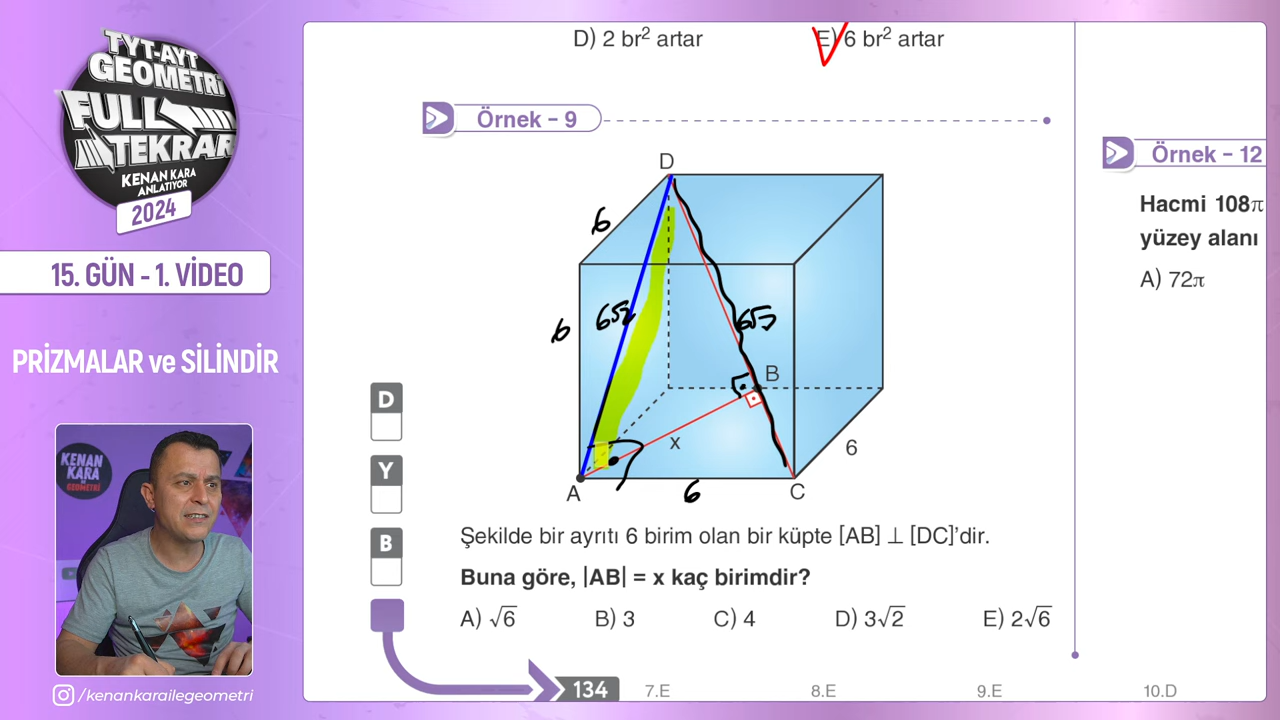 TYT-AYT
GEOMETRİ
FULL
TEKRAR
KENAN KARA
ANLATIYOR
2024
15. GÜN - 1. VİDEO
PRİZMALAR ve SİLİNDİR
KENAN
KARA
GEOMETRİ
/kenankarailegeometri
D) 2 br² artar
E) 6 br² artar
Örnek - 9
D
6
6
6√2
6√3
B
x
6
A
6
C
D
Y
B
Şekilde bir ayrıtı 6 birim olan bir küpte [AB] ⊥ [DC]'dir.
Buna göre, |AB| = x kaç birimdir?
A) √6 B) 3 C) 4 D) 3√2 E) 2√6
134 7.E 8.E 9.E 10.D
Örnek - 12
Hacmi 108π
yüzey alanı
A) 72π